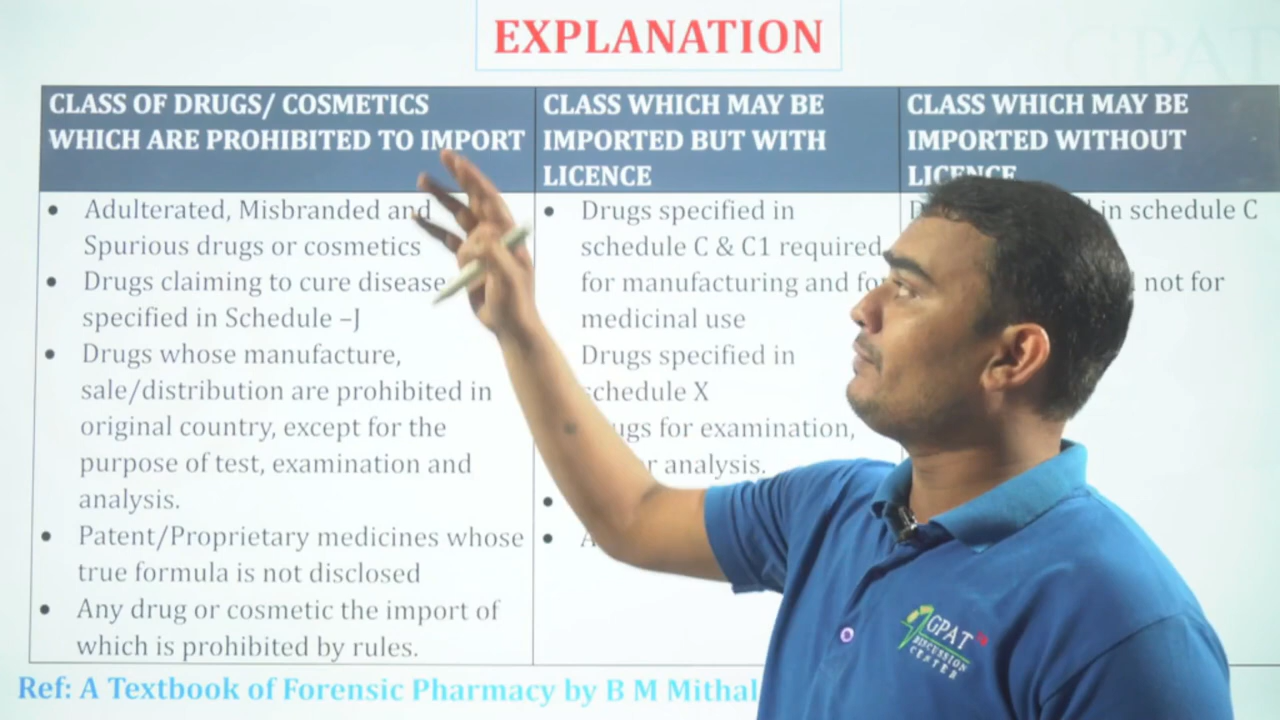 EXPLANATION
GPAT
CLASS OF DRUGS/ COSMETICS
WHICH ARE PROHIBITED TO IMPORT
CLASS WHICH MAY BE
IMPORTED BUT WITH
LICENCE
CLASS WHICH MAY BE
IMPORTED WITHOUT
LICENCE
• Adulterated, Misbranded and
Spurious drugs or cosmetics
• Drugs claiming to cure disease
specified in Schedule –J
• Drugs whose manufacture,
sale/distribution are prohibited in
original country, except for the
purpose of test, examination and
analysis.
• Patent/Proprietary medicines whose
true formula is not disclosed
• Any drug or cosmetic the import of
which is prohibited by rules.
• Drugs specified in
schedule C & C1 required
for manufacturing and
medicinal use
Drugs specified in
schedule X
for examination,
analysis.
in schedule C
not for
Ref: A Textbook of Forensic Pharmacy by B M Mithal
GPAT
DISCUSSION
CENTER